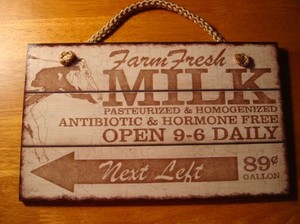 Farm Fresh
MILK
PASTEURIZED & HOMOGENIZED
ANTIBIOTIC & HORMONE FREE
OPEN 9-6 DAILY
Next Left
89¢
GALLON